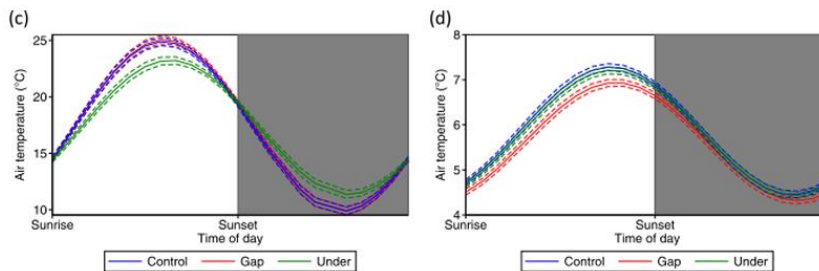 (c)
25
20
15
10
Air temperature (°C)
Sunrise
Sunset
Time of day
Control Gap Under
(d)
8
7
6
5
4
Air temperature (°C)
Sunrise
Sunset
Time of day
Control Gap Under